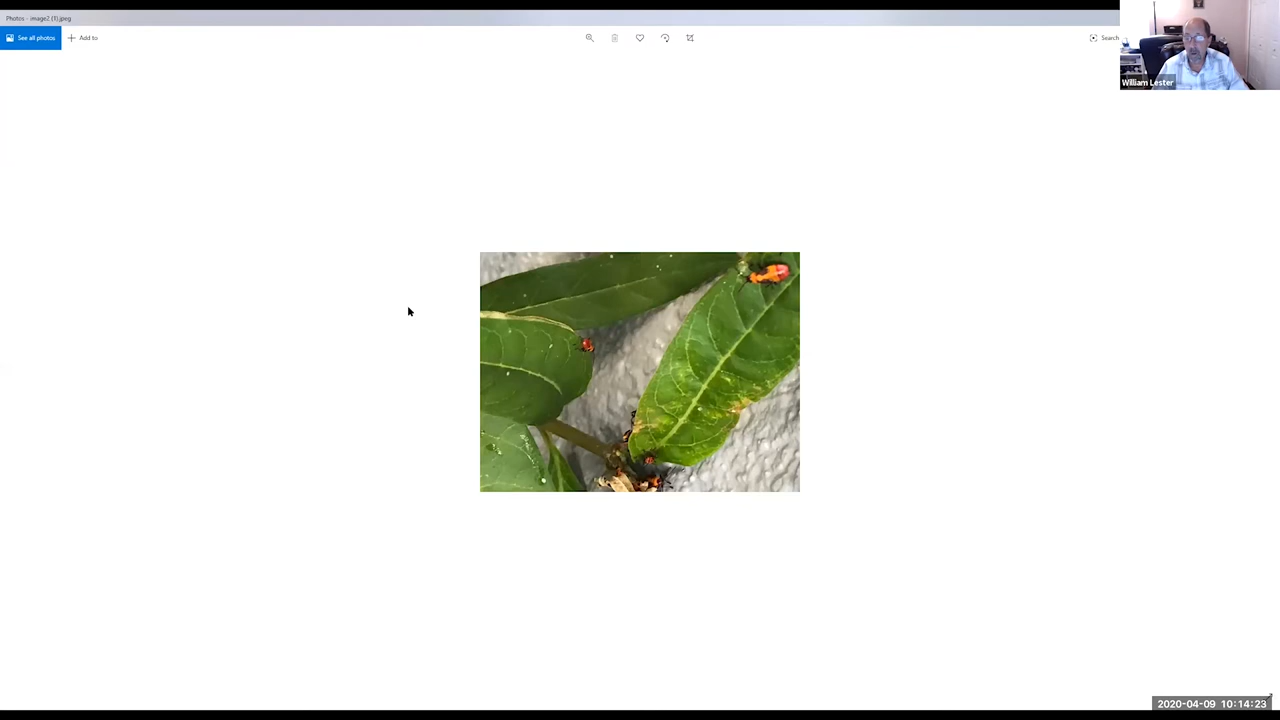 Photos - image2 (1).jpeg
See all photos
Add to
Search
William Lester
2020-04-09 10:14:23